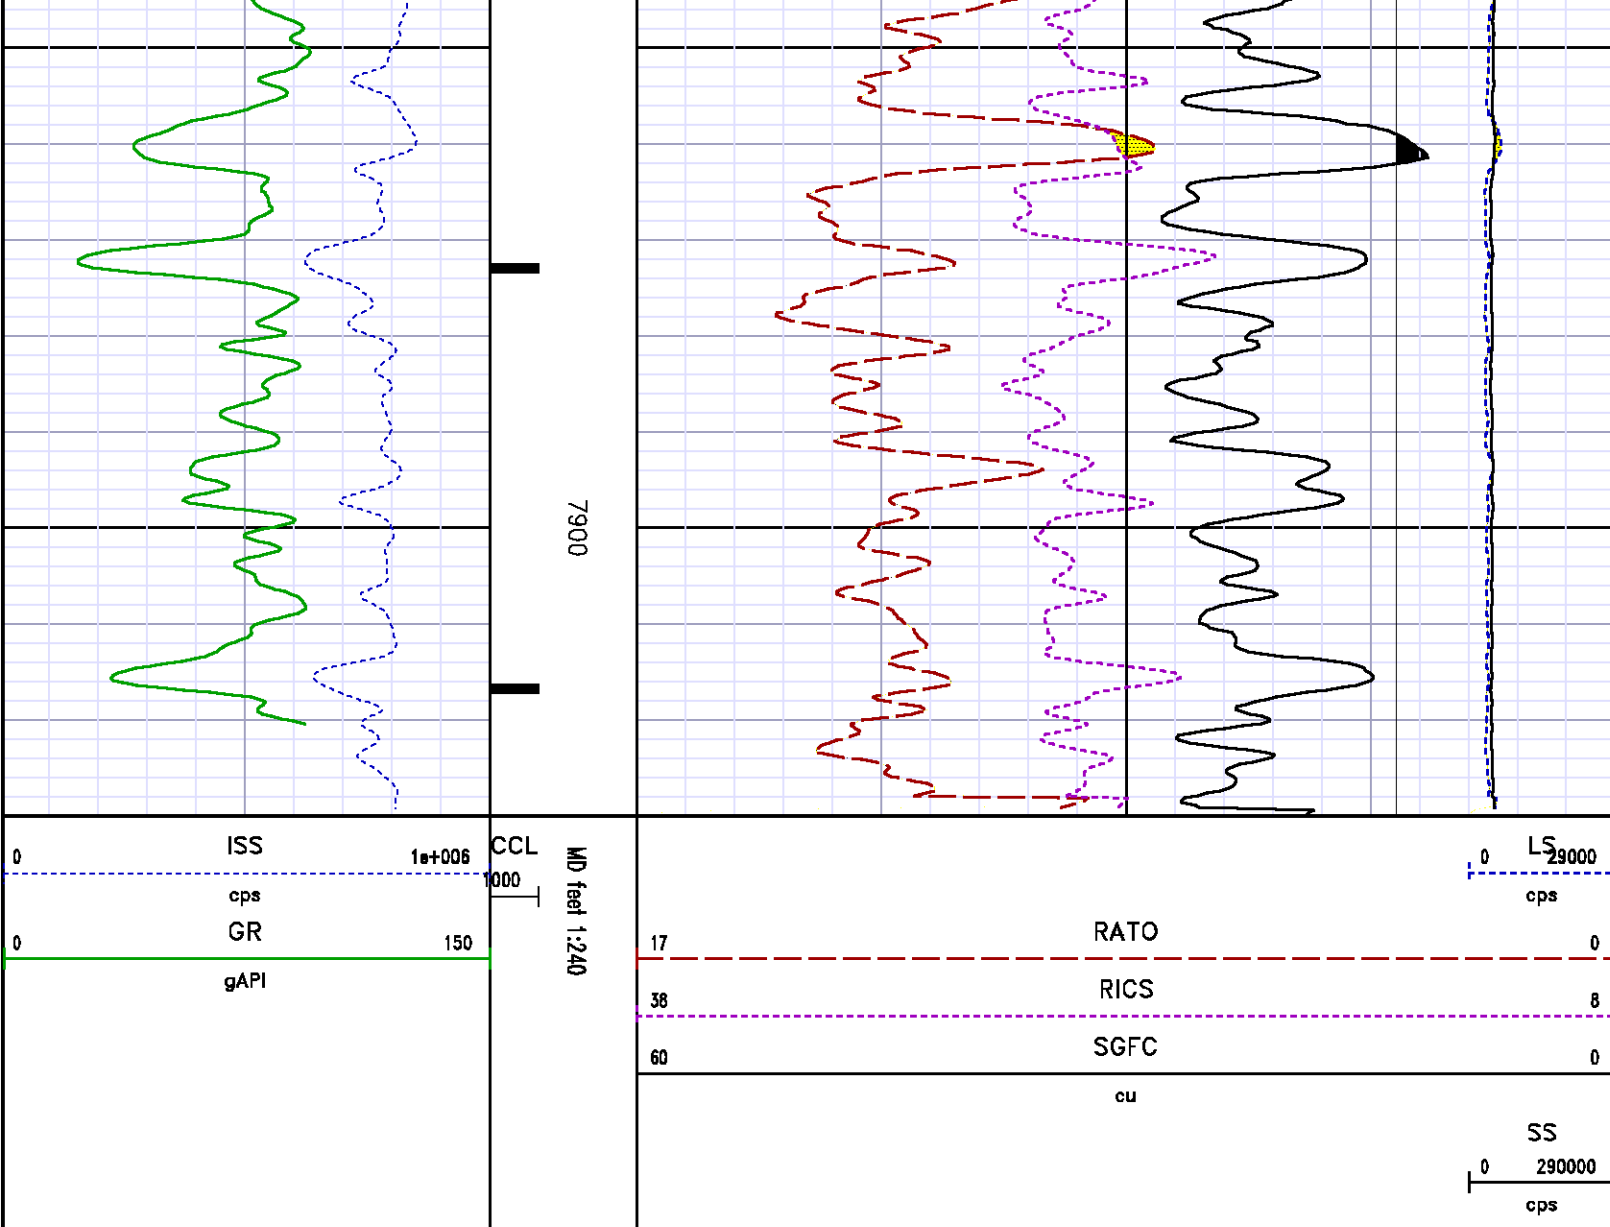 7900
ISS
0 1e+006
cps
CCL
1000
MD feet 1:240
GR
0 150
gAPI
LS
0 29000
cps
RATO
17 0
RICS
38 8
SGFC
60 0
cu
SS
0 290000
cps